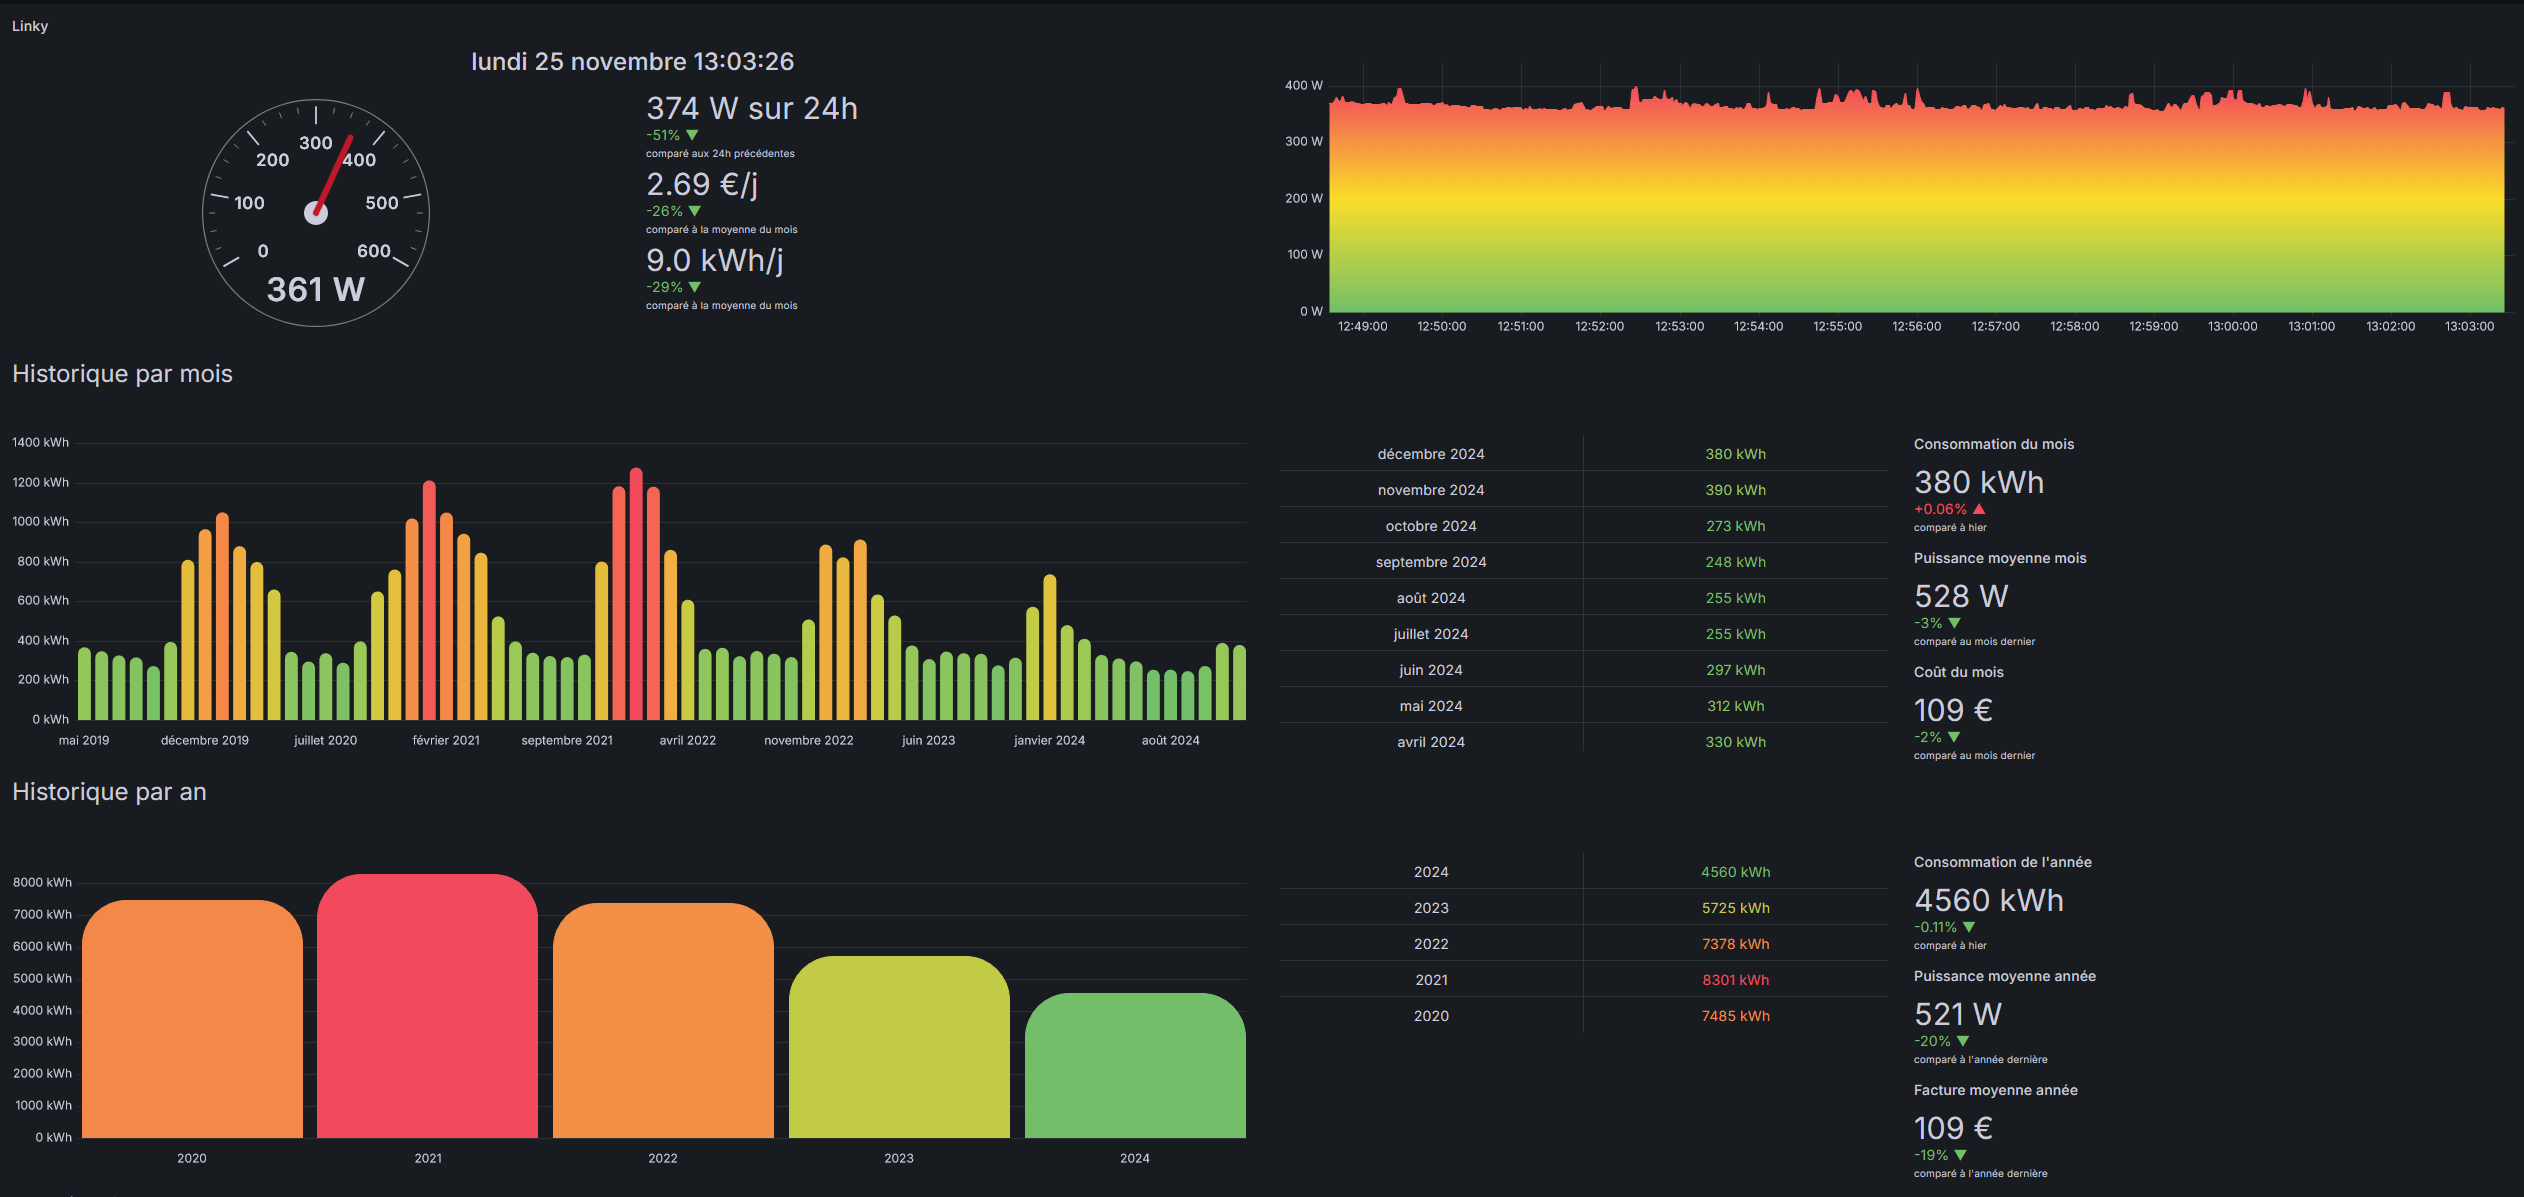 Linky
lundi 25 novembre 13:03:26
0
100
200
300
400
500
600
361 W
374 W sur 24h
-51%
comparé aux 24h précédentes
2.69 €/j
-26%
comparé à la moyenne du mois
9.0 kWh/j
-29%
comparé à la moyenne du mois
400 W
300 W
200 W
100 W
0 W
12:49:00 12:50:00 12:51:00 12:52:00 12:53:00 12:54:00 12:55:00 12:56:00 12:57:00 12:58:00 12:59:00 13:00:00 13:01:00 13:02:00 13:03:00
Historique par mois
1400 kWh
1200 kWh
1000 kWh
800 kWh
600 kWh
400 kWh
200 kWh
0 kWh
mai 2019 décembre 2019 juillet 2020 février 2021 septembre 2021 avril 2022 novembre 2022 juin 2023 janvier 2024 août 2024
décembre 2024 380 kWh
novembre 2024 390 kWh
octobre 2024 273 kWh
septembre 2024 248 kWh
août 2024 255 kWh
juillet 2024 255 kWh
juin 2024 297 kWh
mai 2024 312 kWh
avril 2024 330 kWh
Consommation du mois
380 kWh
+0.06%
comparé à hier
Puissance moyenne mois
528 W
-3%
comparé au mois dernier
Coût du mois
109 €
-2%
comparé au mois dernier
Historique par an
8000 kWh
7000 kWh
6000 kWh
5000 kWh
4000 kWh
3000 kWh
2000 kWh
1000 kWh
0 kWh
2020 2021 2022 2023 2024
2024 4560 kWh
2023 5725 kWh
2022 7378 kWh
2021 8301 kWh
2020 7485 kWh
Consommation de l'année
4560 kWh
-0.11%
comparé à hier
Puissance moyenne année
521 W
-20%
comparé à l'année dernière
Facture moyenne année
109 €
-19%
comparé à l'année dernière